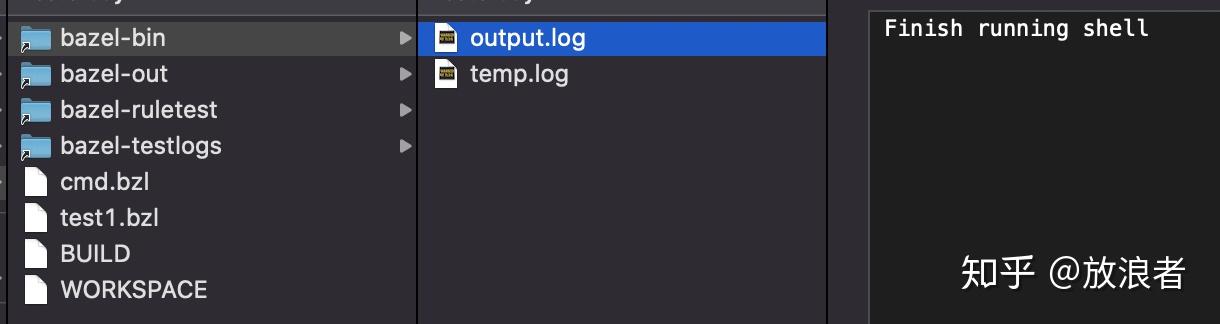 bazel-bin
bazel-out
bazel-ruletest
bazel-testlogs
cmd.bzl
test1.bzl
BUILD
WORKSPACE
output.log
temp.log
Finish running shell
知乎 @放浪者